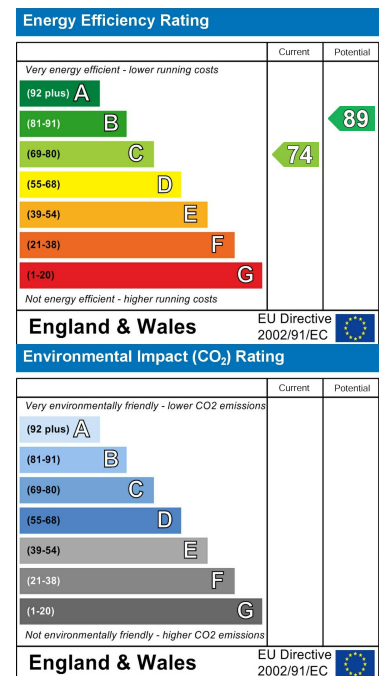 Energy Efficiency Rating
Current Potential
Very energy efficient - lower running costs
(92 plus) A
(81-91) B 89
(69-80) C 74
(55-68) D
(39-54) E
(21-38) F
(1-20) G
Not energy efficient - higher running costs
England & Wales EU Directive 2002/91/EC
Environmental Impact (CO₂) Rating
Current Potential
Very environmentally friendly - lower CO2 emissions
(92 plus) A
(81-91) B
(69-80) C
(55-68) D
(39-54) E
(21-38) F
(1-20) G
Not environmentally friendly - higher CO2 emissions
England & Wales EU Directive 2002/91/EC